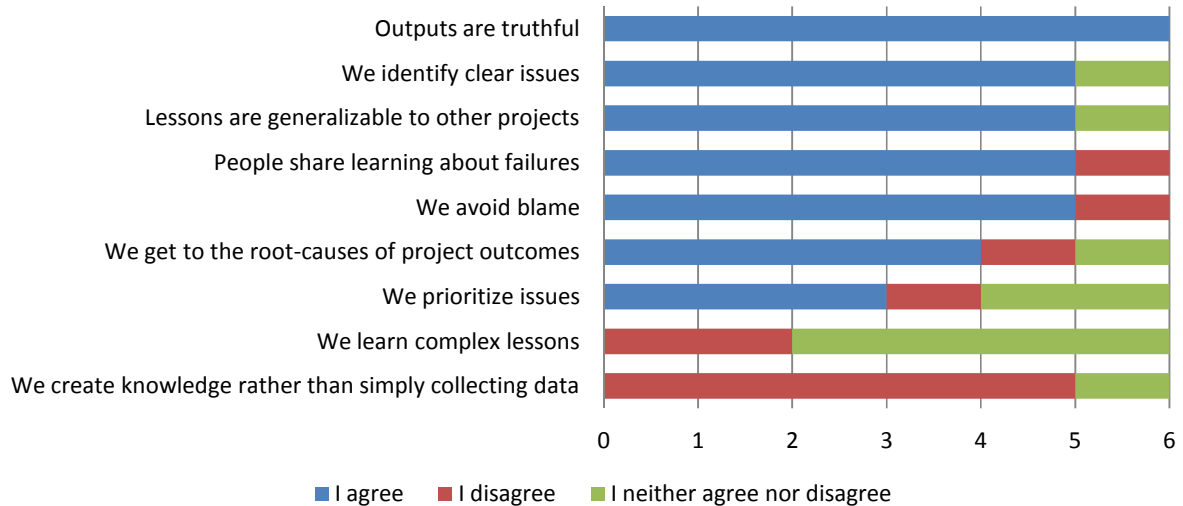 Outputs are truthful
We identify clear issues
Lessons are generalizable to other projects
People share learning about failures
We avoid blame
We get to the root-causes of project outcomes
We prioritize issues
We learn complex lessons
We create knowledge rather than simply collecting data
0 1 2 3 4 5 6
I agree I disagree I neither agree nor disagree